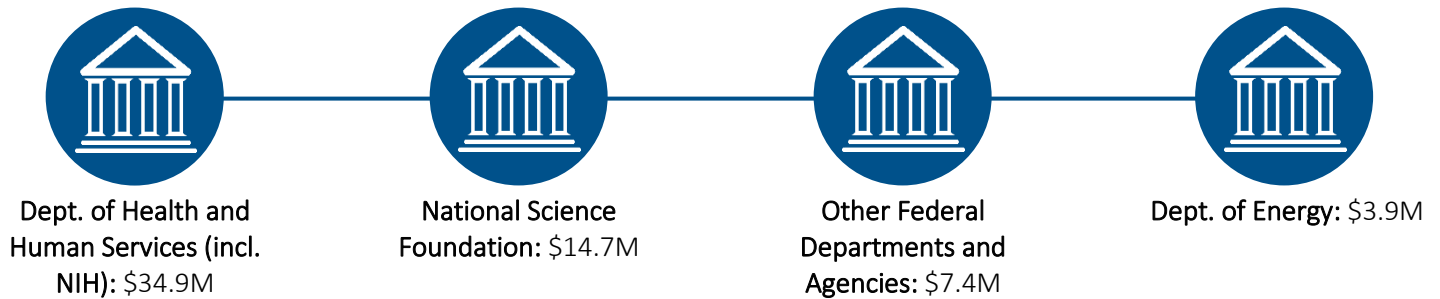 Dept. of Health and
Human Services (incl.
NIH): $34.9M
National Science
Foundation: $14.7M
Other Federal
Departments and
Agencies: $7.4M
Dept. of Energy: $3.9M